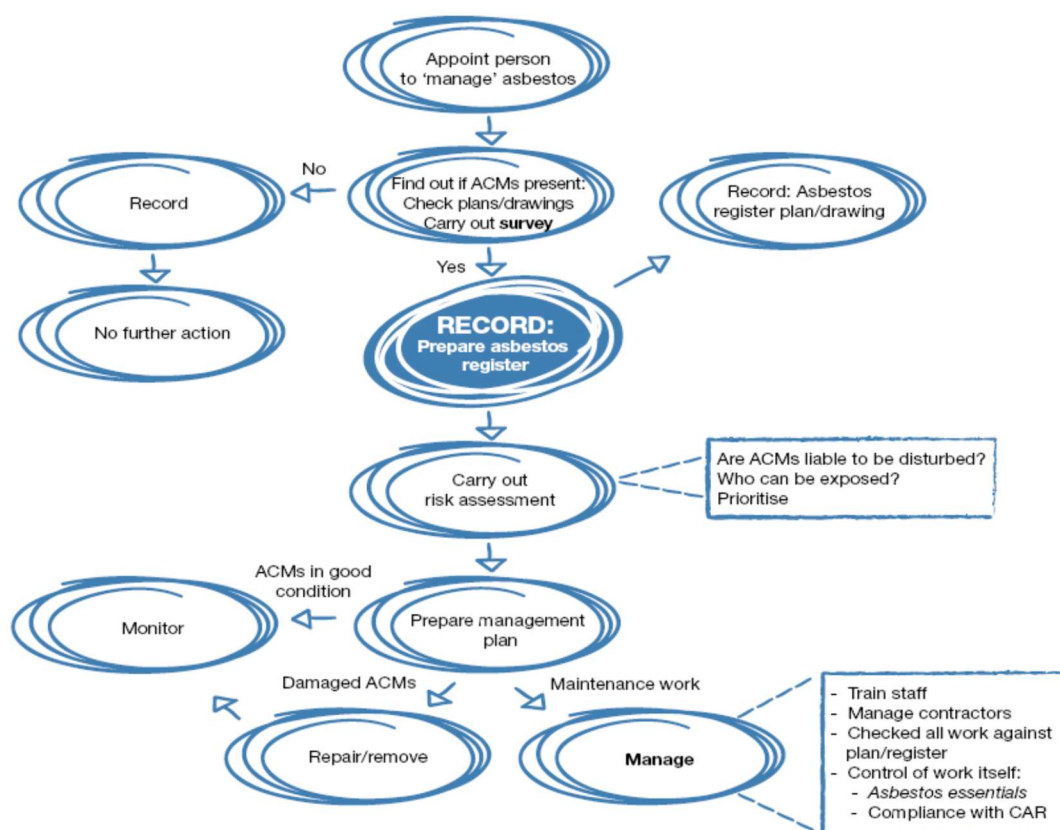 Appoint person
to ‘manage’ asbestos
No
Find out if ACMs present:
Check plans/drawings
Carry out survey
Record
Record: Asbestos
register plan/drawing
Yes
No further action
RECORD:
Prepare asbestos
register
Carry out
risk assessment
Are ACMs liable to be disturbed?
Who can be exposed?
Prioritise
ACMs in good
condition
Monitor
Prepare management
plan
Damaged ACMs
Maintenance work
Repair/remove
Manage
- Train staff
- Manage contractors
- Checked all work against
plan/register
- Control of work itself:
- Asbestos essentials
- Compliance with CAR